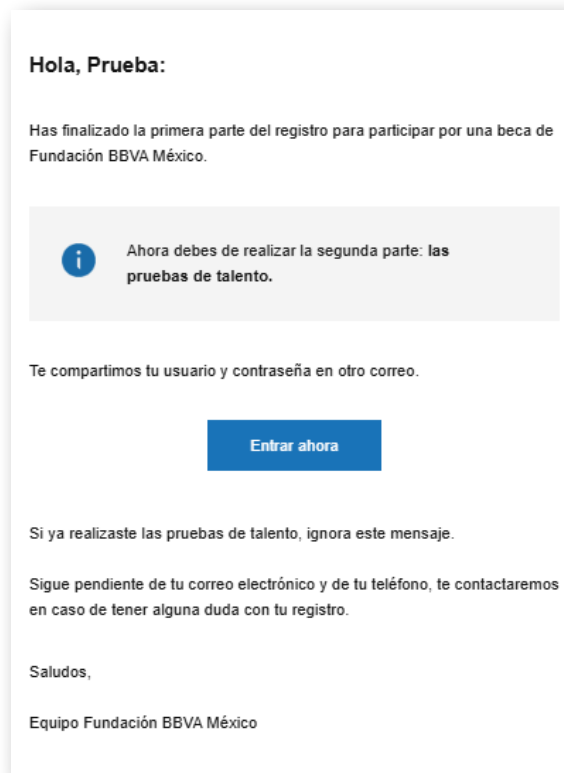 Hola, Prueba:
Has finalizado la primera parte del registro para participar por una beca de
Fundación BBVA México.
Ahora debes de realizar la segunda parte: las
pruebas de talento.
Te compartimos tu usuario y contraseña en otro correo.
Entrar ahora
Si ya realizaste las pruebas de talento, ignora este mensaje.
Sigue pendiente de tu correo electrónico y de tu teléfono, te contactaremos
en caso de tener alguna duda con tu registro.
Saludos,
Equipo Fundación BBVA México